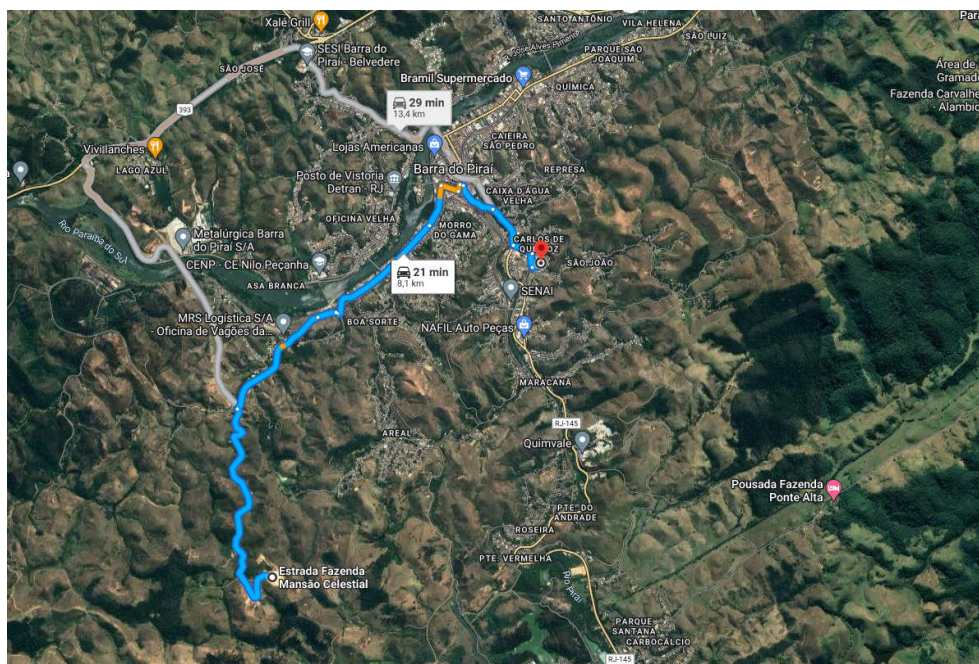 Xalé Grill
SANTO ANTÔNIO
VILA HELENA
SÃO LUIZ
SESI Barra do
Piraí - Belvedere
R. José Alves Pimenta
PARQUE SÃO
JOAQUIM
SÃO JOSÉ
Área de
Gramado
Bramil Supermercado
QUÍMICA
Fazenda Carvalhe
- Alambic
393
29 min
13,4 km
Vivillanches
Lojas Americanas
CAIEIRA
SÃO PEDRO
LAGO AZUL
Posto de Vistoria
Detran - RJ
Barra do Piraí
REPRESA
CAIXA D'ÁGUA
VELHA
OFICINA VELHA
Rio Paraíba do Sul
Metalúrgica Barra
do Piraí S/A
MORRO
DO GAMA
CARLOS DE
CENP - CE Nilo Peçanha
SÃO JOÃO
21 min
8,1 km
ASA BRANCA
SENAI
MRS Logística S/A
- Oficina de Vagões da...
BOA SORTE
NAFIL Auto Peças
MARACANÃ
RJ-145
AREAL
Quimvale
Pousada Fazenda
Ponte Alta
PTE. DO
ANDRADE
ROSEIRA
PTE. VERMELHA
Estrada Fazenda
Mansão Celestial
Rio Piraí
PARQUE
SANTANA
CARBOCÁLCIO
RJ-145